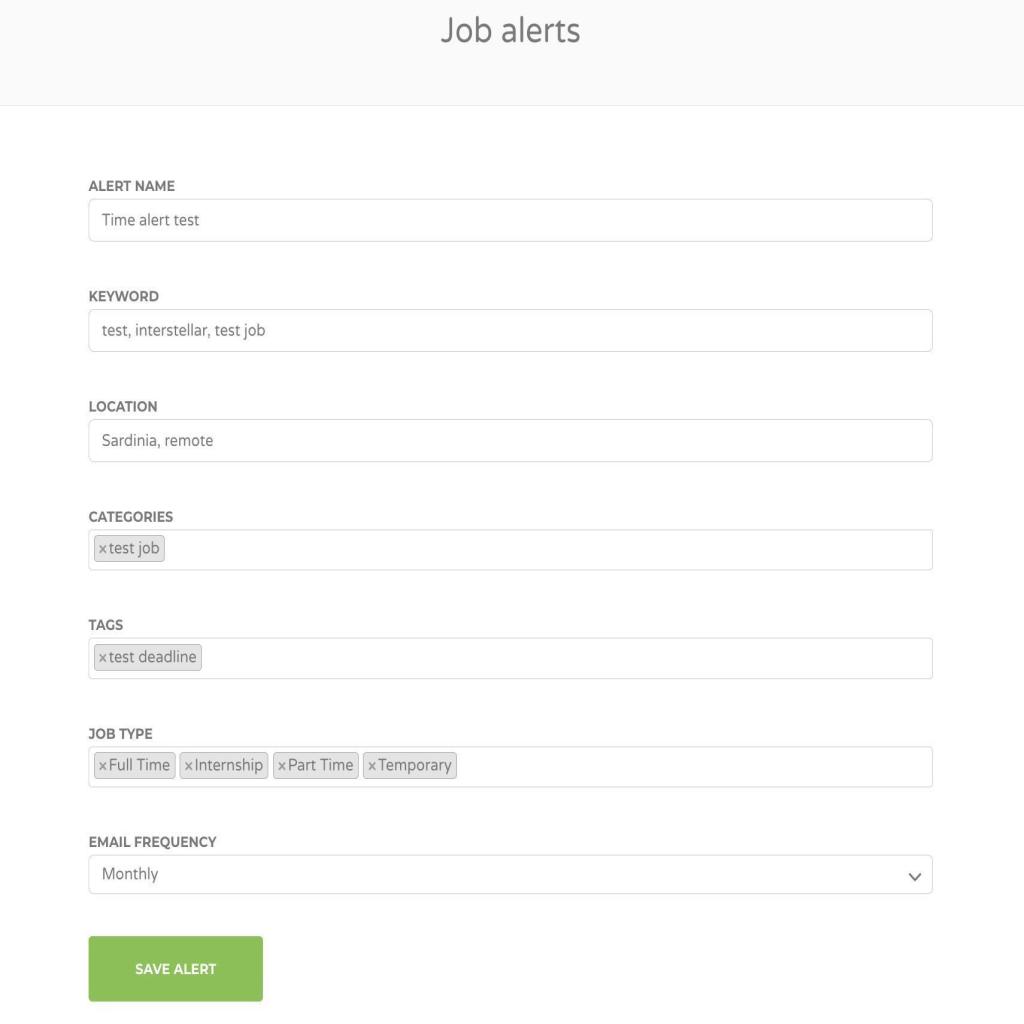 Job alerts
ALERT NAME
Time alert test
KEYWORD
test, interstellar, test job
LOCATION
Sardinia, remote
CATEGORIES
×test job
TAGS
×test deadline
JOB TYPE
×Full Time ×Internship ×Part Time ×Temporary
EMAIL FREQUENCY
Monthly
SAVE ALERT